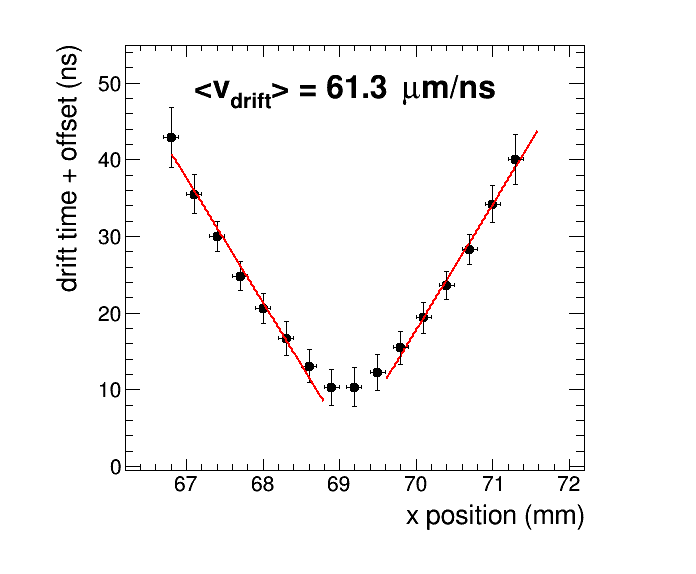 drift time + offset (ns)
<v_drift> = 61.3 μm/ns
50
40
30
20
10
0
67 68 69 70 71 72
x position (mm)